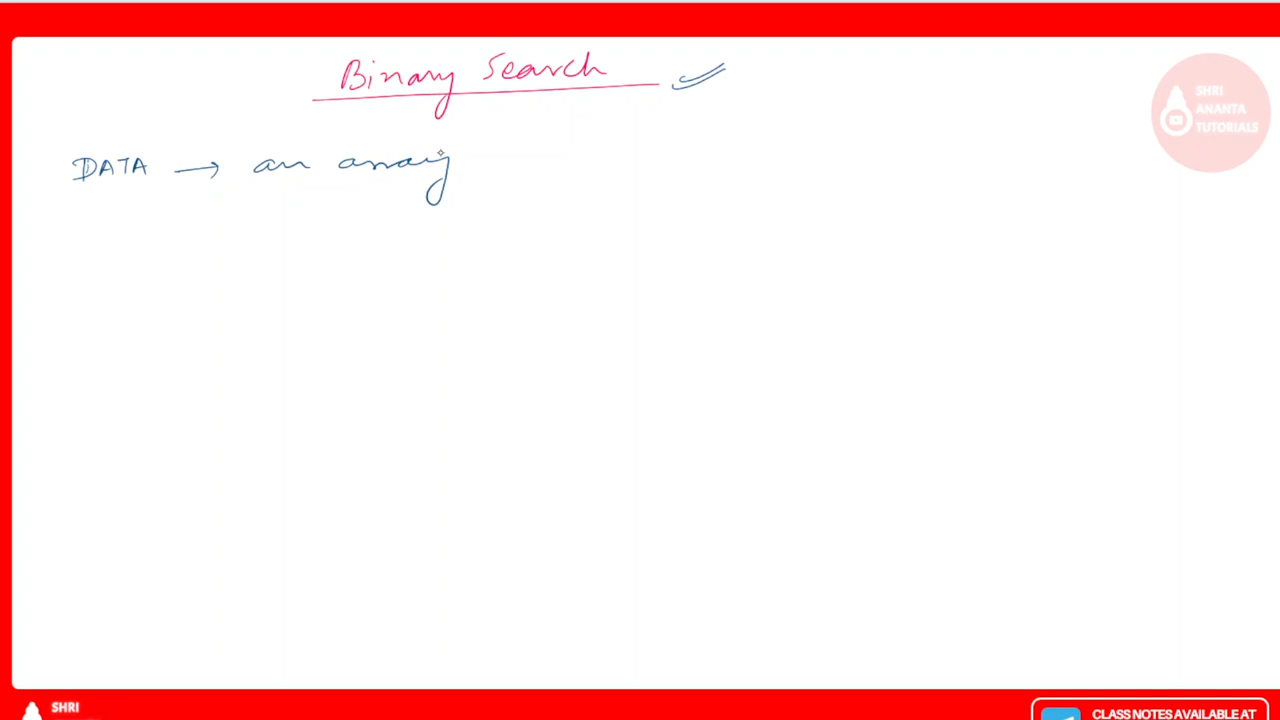 Binary Search
DATA → an array
SHRI
ANANTA
TUTORIALS
SHRI
CLASS NOTES AVAILABLE AT